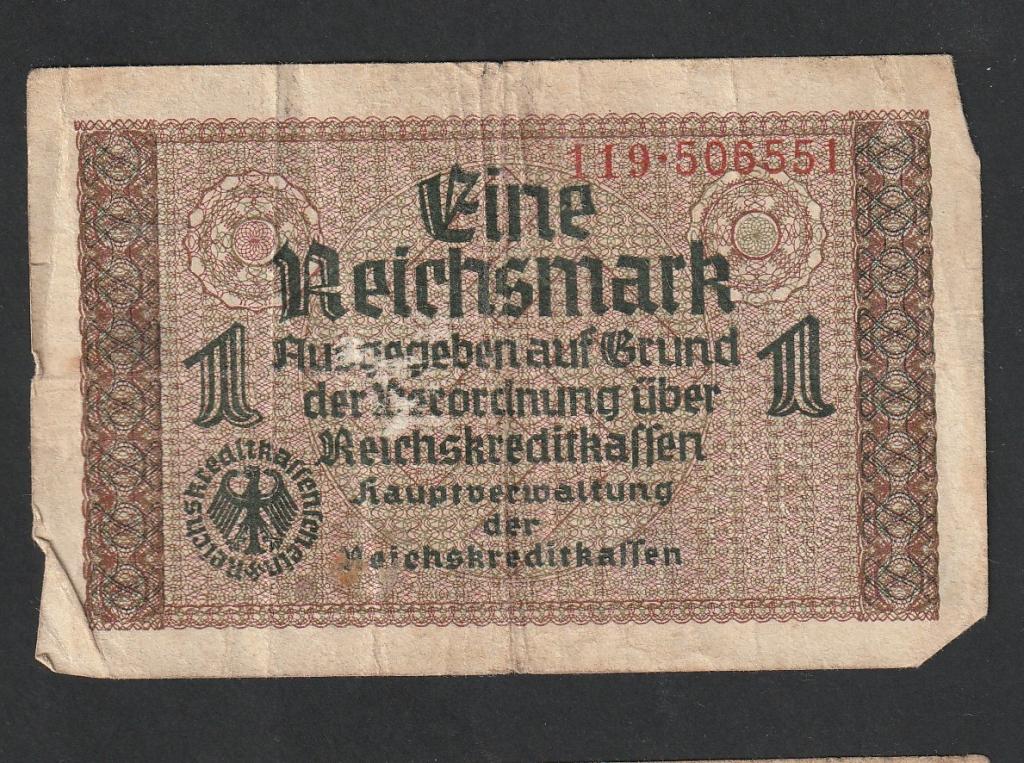 119·506551
Eine
Reichsmark
1 1
Ausgegeben auf Grund
der Verordnung über
Reichskreditkassen
Hauptverwaltung
der
Reichskreditkassen
Reichskreditkassenschein